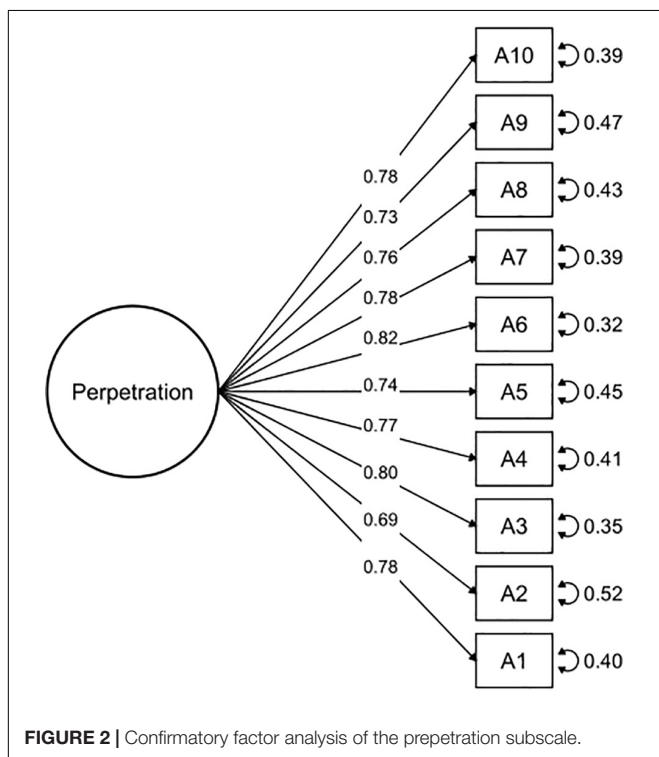 A10 0.39
A9 0.47
0.78
A8 0.43
0.73
0.76
A7 0.39
0.78
A6 0.32
0.82
Perpetration
0.74
A5 0.45
0.77
A4 0.41
0.80
A3 0.35
0.69
0.78
A2 0.52
A1 0.40
FIGURE 2 | Confirmatory factor analysis of the prepetration subscale.